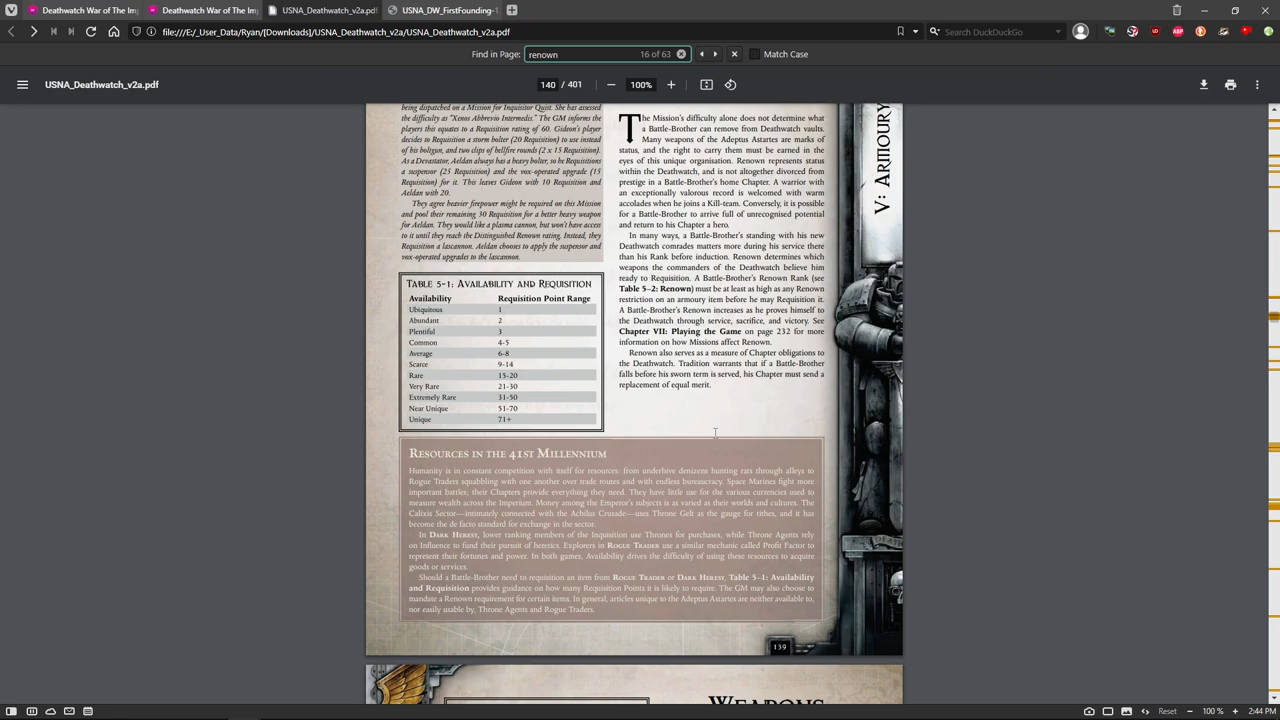 Deathwatch War of The Im
Deathwatch War of The Im
USNA_Deathwatch_v2a.pdf
USNA_DW_FirstFounding-1
file:///E:/_User_Data/Ryan/[Downloads]/USNA_Deathwatch_v2a/USNA_Deathwatch_v2a.pdf
Search DuckDuckGo
Find in Page:
renown
16 of 63
Match Case
USNA_Deathwatch_v2a.pdf
140 / 401
100%
being dispatched on a Mission for Inquisitor Quist. She has assessed
the difficulty as "Xenos Abbrevio Intermedis." The GM informs the
players this equates to a Requisition rating of 60. Gideon's player
decides to Requisition a storm bolter (20 Requisition) to use instead
of his boltgun, and two clips of hellfire rounds (2 x 15 Requisition).
As a Devastator, Aeldan always has a heavy bolter, so he Requisitions
a suspensor (25 Requisition) and the vox-operated upgrade (15
Requisition) for it. This leaves Gideon with 10 Requisition and
Aeldan with 20.
They agree heavier firepower might be required on this Mission
and pool their remaining 30 Requisition for a better heavy weapon
for Aeldan. They would like a plasma cannon, but won't have access
to it until they reach the Distinguished Renown rating. Instead, they
Requisition a lascannon. Aeldan chooses to apply the suspensor and
vox-operated upgrades to the lascannon.
TABLE 5-1: AVAILABILITY AND REQUISITION
Availability Requisition Point Range
Ubiquitous 1
Abundant 2
Plentiful 3
Common 4-5
Average 6-8
Scarce 9-14
Rare 15-20
Very Rare 21-30
Extremely Rare 31-50
Near Unique 51-70
Unique 71+
The Mission's difficulty alone does not determine what
a Battle-Brother can remove from Deathwatch vaults.
Many weapons of the Adeptus Astartes are marks of
status, and the right to carry them must be earned in the
eyes of this unique organisation. Renown represents status
within the Deathwatch, and is not altogether divorced from
prestige in a Battle-Brother's home Chapter. A warrior with
an exceptionally valorous record is welcomed with warm
accolades when he joins a Kill-team. Conversely, it is possible
for a Battle-Brother to arrive full of unrecognised potential
and return to his Chapter a hero.
In many ways, a Battle-Brother's standing with his new
Deathwatch comrades matters more during his service there
than his Rank before induction. Renown determines which
weapons the commanders of the Deathwatch believe him
ready to Requisition. A Battle-Brother's Renown Rank (see
Table 5–2: Renown) must be at least as high as any Renown
restriction on an armoury item before he may Requisition it.
A Battle-Brother's Renown increases as he proves himself to
the Deathwatch through service, sacrifice, and victory. See
Chapter VII: Playing the Game on page 232 for more
information on how Missions affect Renown.
Renown also serves as a measure of Chapter obligations to
the Deathwatch. Tradition warrants that if a Battle-Brother
falls before his sworn term is served, his Chapter must send a
replacement of equal merit.
V: ARMOURY
RESOURCES IN THE 41ST MILLENNIUM
Humanity is in constant competition with itself for resources: from underhive denizens hunting rats through alleys to
Rogue Traders squabbling with one another over trade routes and with endless bureaucracy. Space Marines fight more
important battles; their Chapters provide everything they need. They have little use for the various currencies used to
measure wealth across the Imperium. Money among the Emperor's subjects is as varied as their worlds and cultures. The
Calixis Sector—intimately connected with the Achilus Crusade—uses Throne Gelt as the gauge for tithes, and it has
become the de facto standard for exchange in the sector.
In DARK HERESY, lower ranking members of the Inquisition use Thrones for purchases, while Throne Agents rely
on Influence to fund their pursuit of heretics. Explorers in ROGUE TRADER use a similar mechanic called Profit Factor to
represent their fortunes and power. In both games, Availability drives the difficulty of using these resources to acquire
goods or services.
Should a Battle-Brother need to requisition an item from ROGUE TRADER or DARK HERESY, Table 5–1: Availability
and Requisition provides guidance on how many Requisition Points it is likely to require. The GM may also choose to
mandate a Renown requirement for certain items. In general, articles unique to the Adeptus Astartes are neither available to,
nor easily usable by, Throne Agents and Rogue Traders.
139
WEAPONS
Reset
100 %
2:44 PM